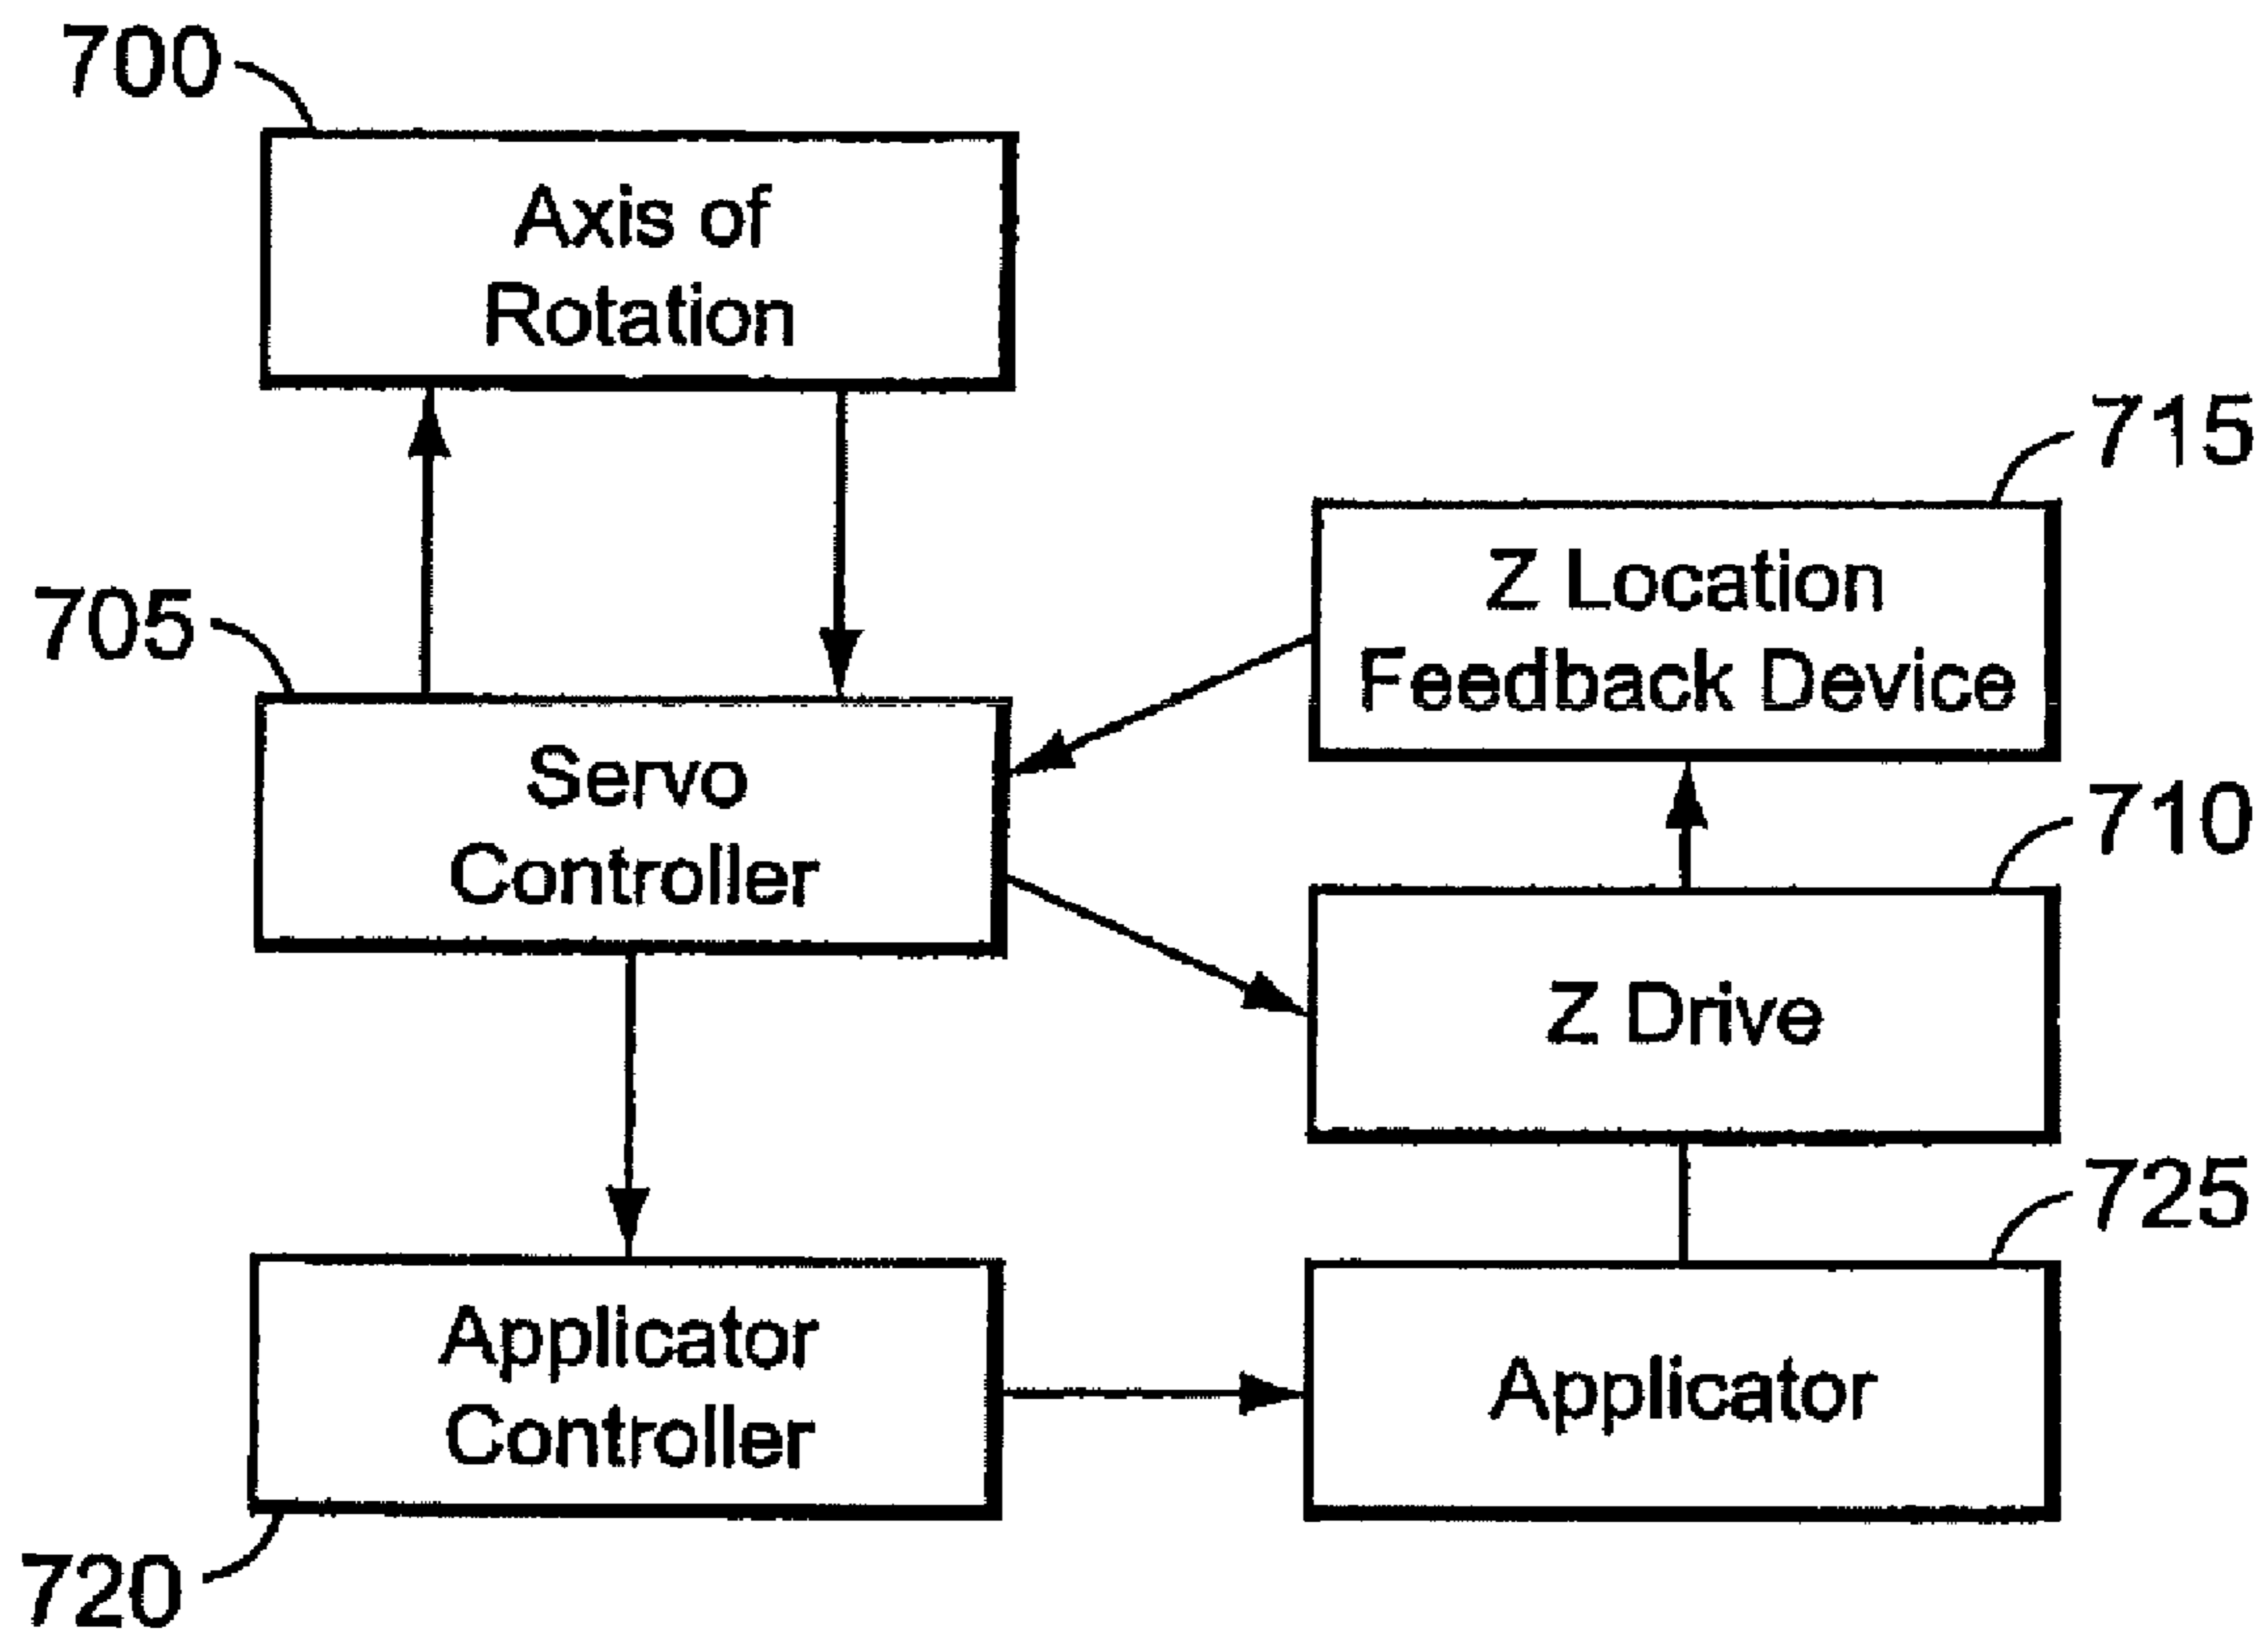 700
Axis of
Rotation
715
705
Z Location
Feedback Device
Servo
Controller
710
Z Drive
725
Applicator
Controller
Applicator
720